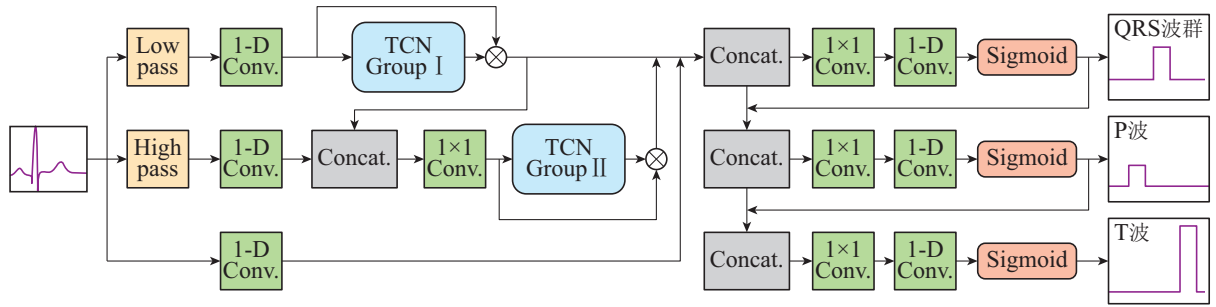 Low
pass
1-D
Conv.
TCN
Group Ⅰ
Concat.
1×1
Conv.
1-D
Conv.
Sigmoid
QRS波群
High
pass
1-D
Conv.
Concat.
1×1
Conv.
TCN
Group Ⅱ
Concat.
1×1
Conv.
1-D
Conv.
Sigmoid
P波
1-D
Conv.
Concat.
1×1
Conv.
1-D
Conv.
Sigmoid
T波